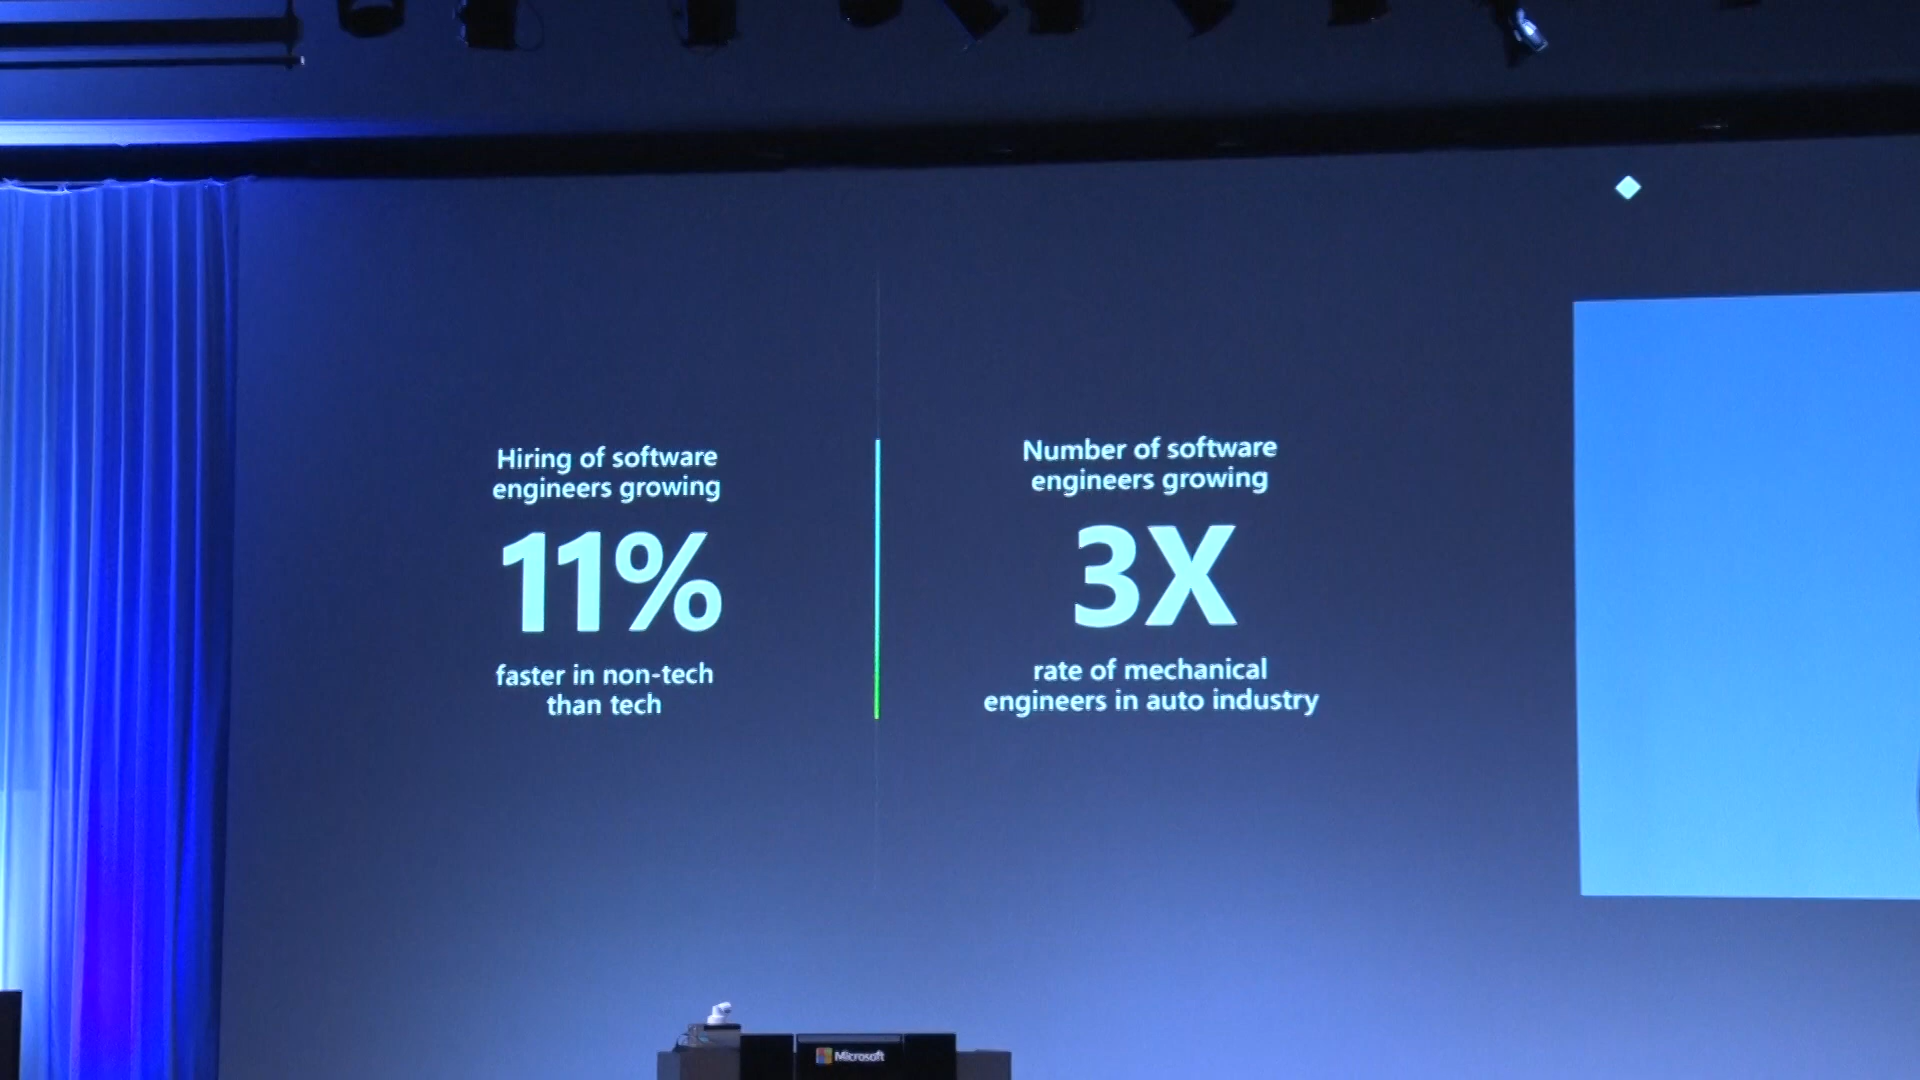 Hiring of software
engineers growing
11%
faster in non-tech
than tech
Number of software
engineers growing
3X
rate of mechanical
engineers in auto industry
Microsoft